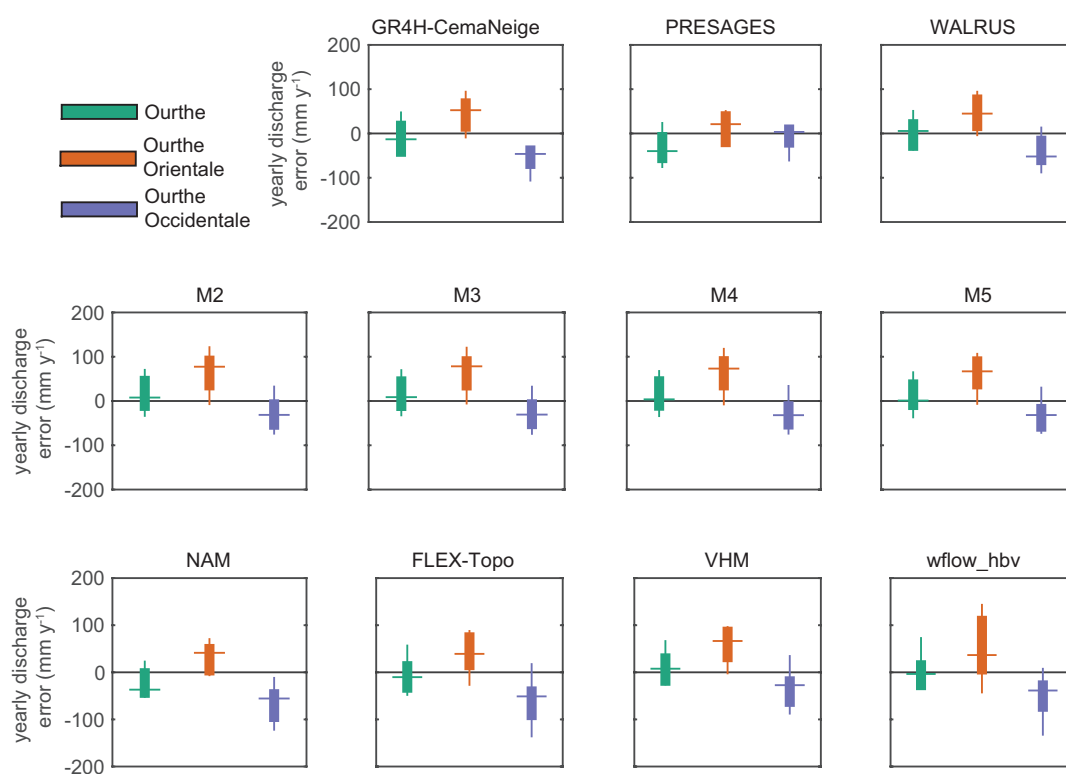 GR4H-CemaNeige PRESAGES WALRUS
200
100
0
-100
-200
yearly discharge
error (mm y-1)
Ourthe
Ourthe
Orientale
Ourthe
Occidentale
M2 M3 M4 M5
200
100
0
-100
-200
yearly discharge
error (mm y-1)
NAM FLEX-Topo VHM wflow_hbv
200
100
0
-100
-200
yearly discharge
error (mm y-1)